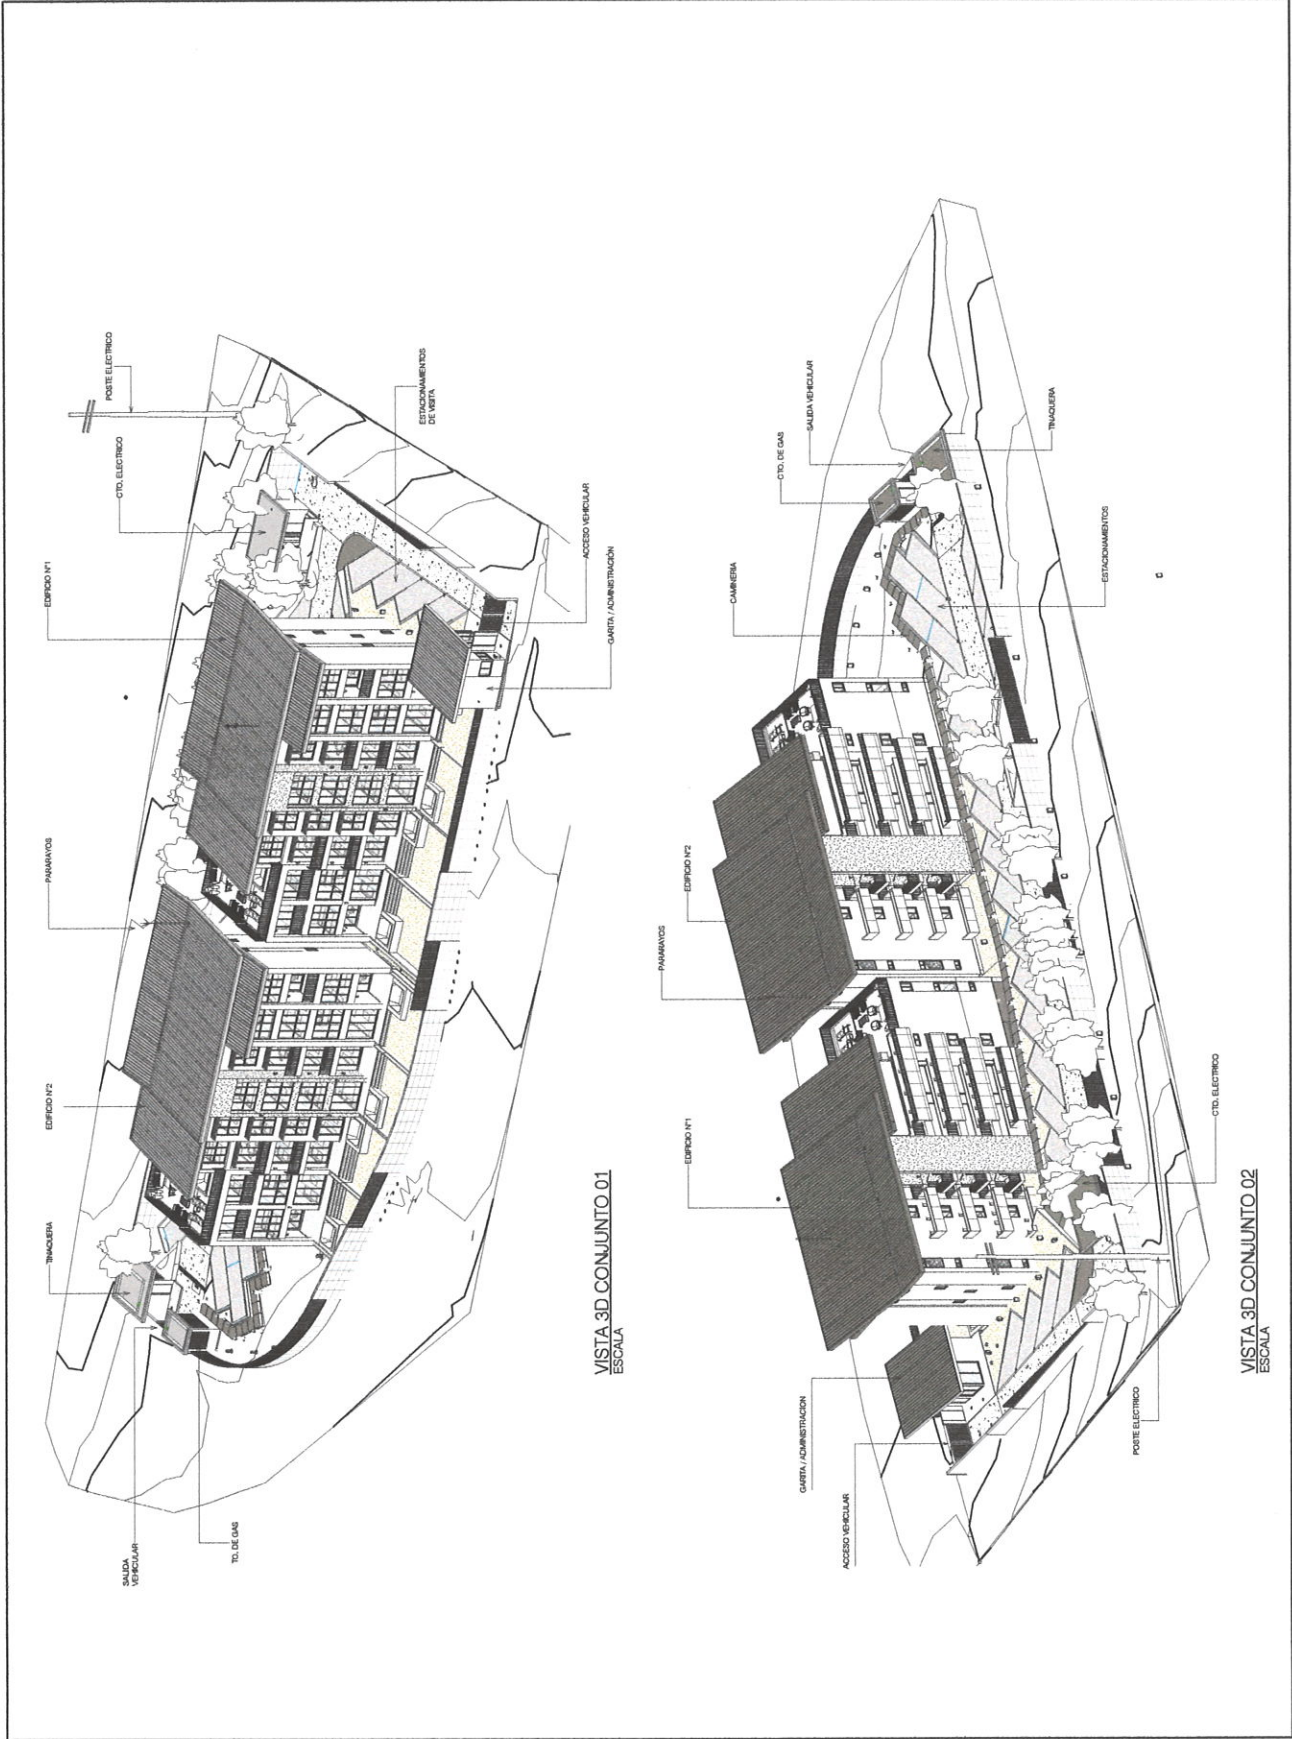 SALIDA
VEHICULAR
TINAQUERA
EDIFICIO N°2
PARARAYOS
EDIFICIO N°1
CTO. ELECTRICO
POSTE ELECTRICO
TO. DE GAS
ESTACIONAMIENTOS
DE VISITA
ACCESO VEHICULAR
GARITA / ADMINISTRACIÓN
VISTA 3D CONJUNTO 01
ESCALA
ACCESO VEHICULAR
GARITA / ADMINISTRACION
EDIFICIO N°1
PARARAYOS
EDIFICIO N°2
CAMINERIA
CTO. DE GAS
SALIDA VEHICULAR
TINAQUERA
ESTACIONAMIENTOS
CTO. ELECTRICO
POSTE ELECTRICO
VISTA 3D CONJUNTO 02
ESCALA